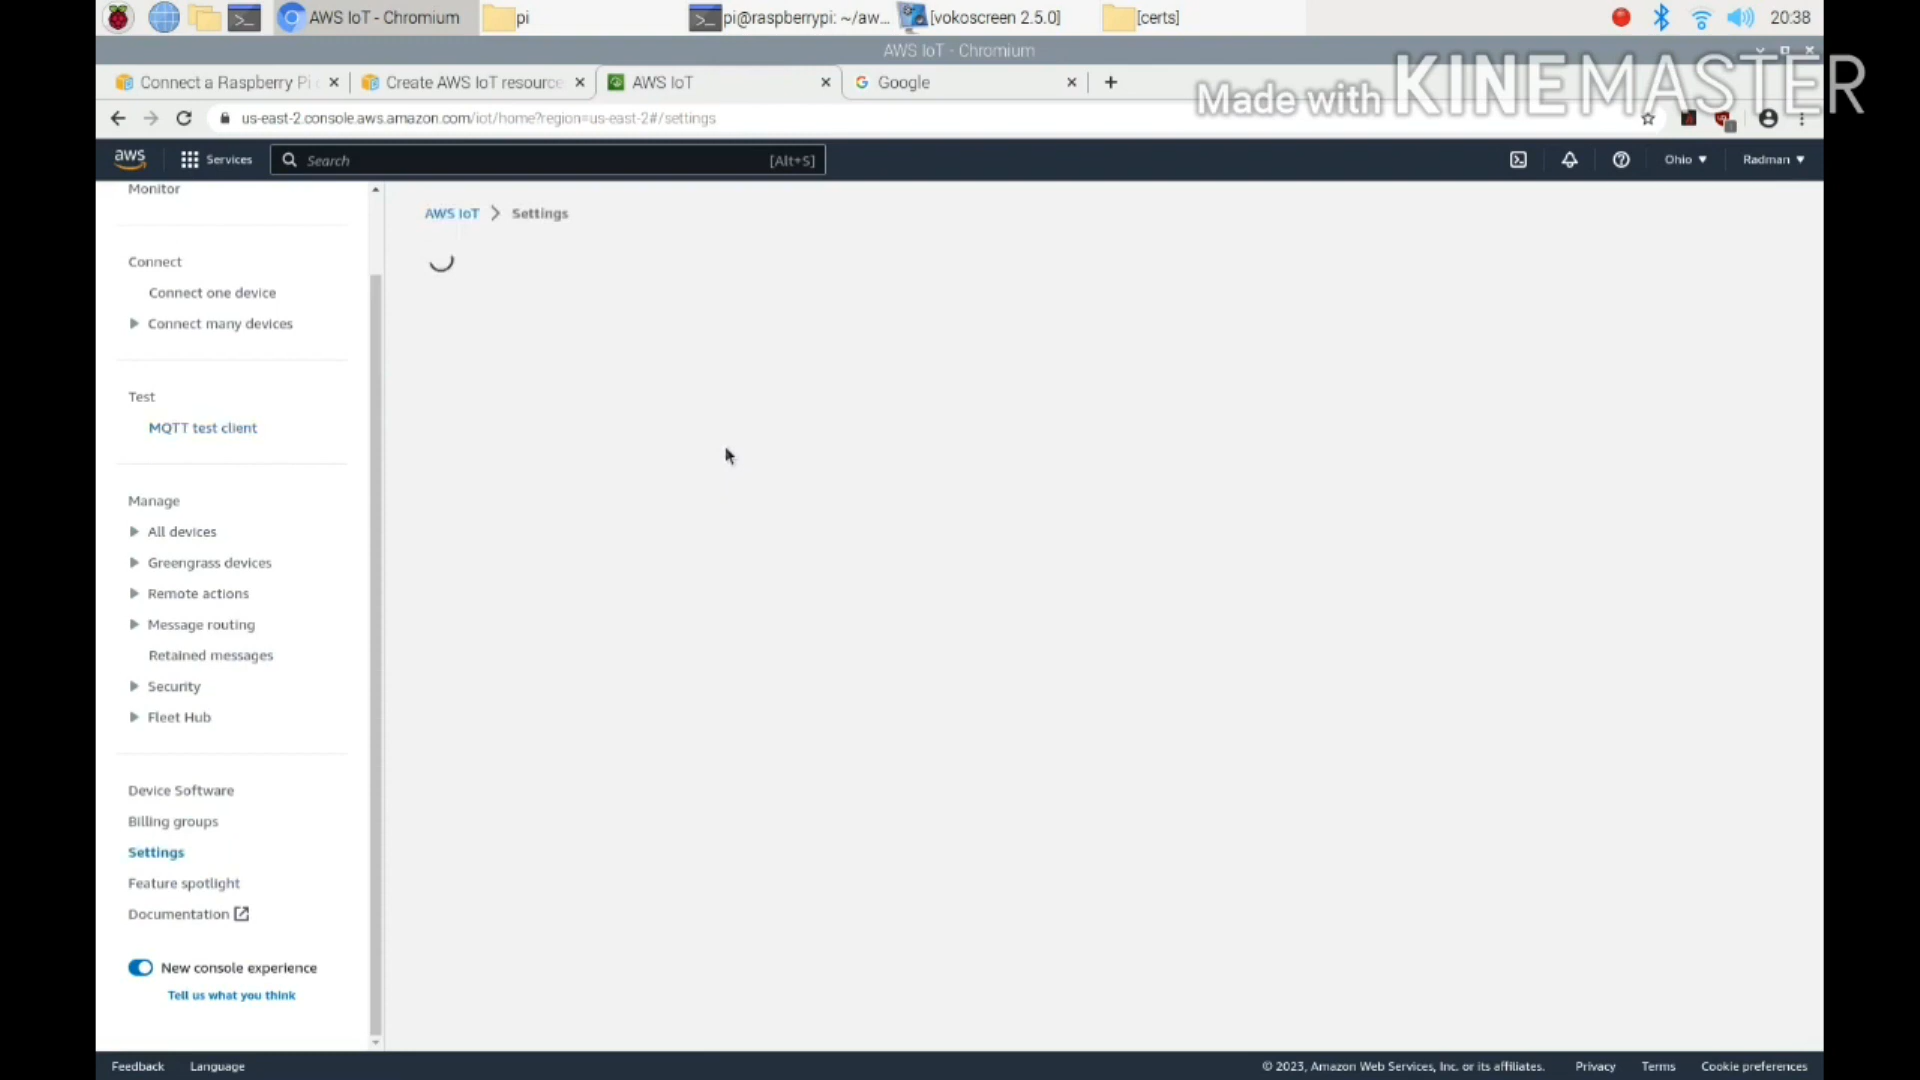 AWS IoT - Chromium
pi
pi@raspberrypi: ~/aw...
[vokoscreen 2.5.0]
[certs]
20:38
AWS IoT - Chromium
Made with KINEMASTER
Connect a Raspberry Pi
Create AWS IoT resource
AWS IoT
Google
us-east-2.console.aws.amazon.com/iot/home?region=us-east-2#/settings
aws
Services
Search
[Alt+S]
Ohio
Radman
Monitor
AWS IoT
Settings
Connect
Connect one device
Connect many devices
Test
MQTT test client
Manage
All devices
Greengrass devices
Remote actions
Message routing
Retained messages
Security
Fleet Hub
Device Software
Billing groups
Settings
Feature spotlight
Documentation
New console experience
Tell us what you think
Feedback
Language
© 2023, Amazon Web Services, Inc. or its affiliates.
Privacy
Terms
Cookie preferences